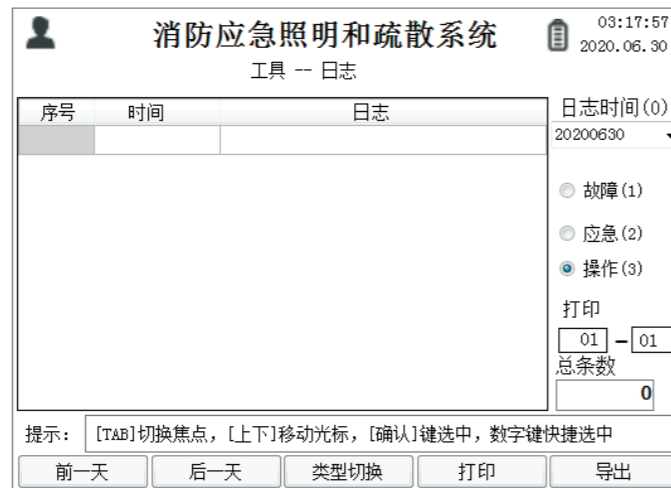 消防应急照明和疏散系统
03:17:57
2020.06.30
工具 -- 日志
序号 时间 日志
日志时间(0)
20200630
故障(1)
应急(2)
操作(3)
打印
01 - 01
总条数
0
提示: [TAB]切换焦点，[上下]移动光标，[确认]键选中，数字键快捷选中
前一天 后一天 类型切换 打印 导出